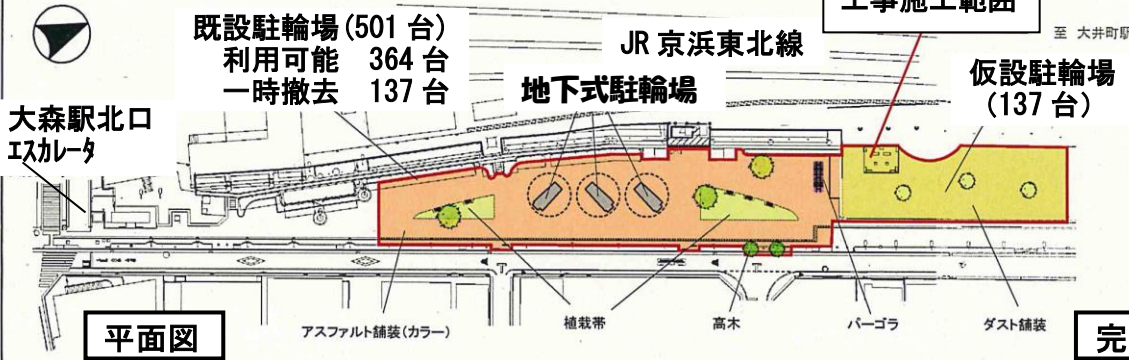 工事施工範囲
至 大井町駅
既設駐輪場(501台)
利用可能 364台
一時撤去 137台
JR京浜東北線
地下式駐輪場
仮設駐輪場
(137台)
大森駅北口
エスカレータ
アスファルト舗装(カラー)
植栽帯
高木
パーゴラ
ダスト舗装
平面図
完